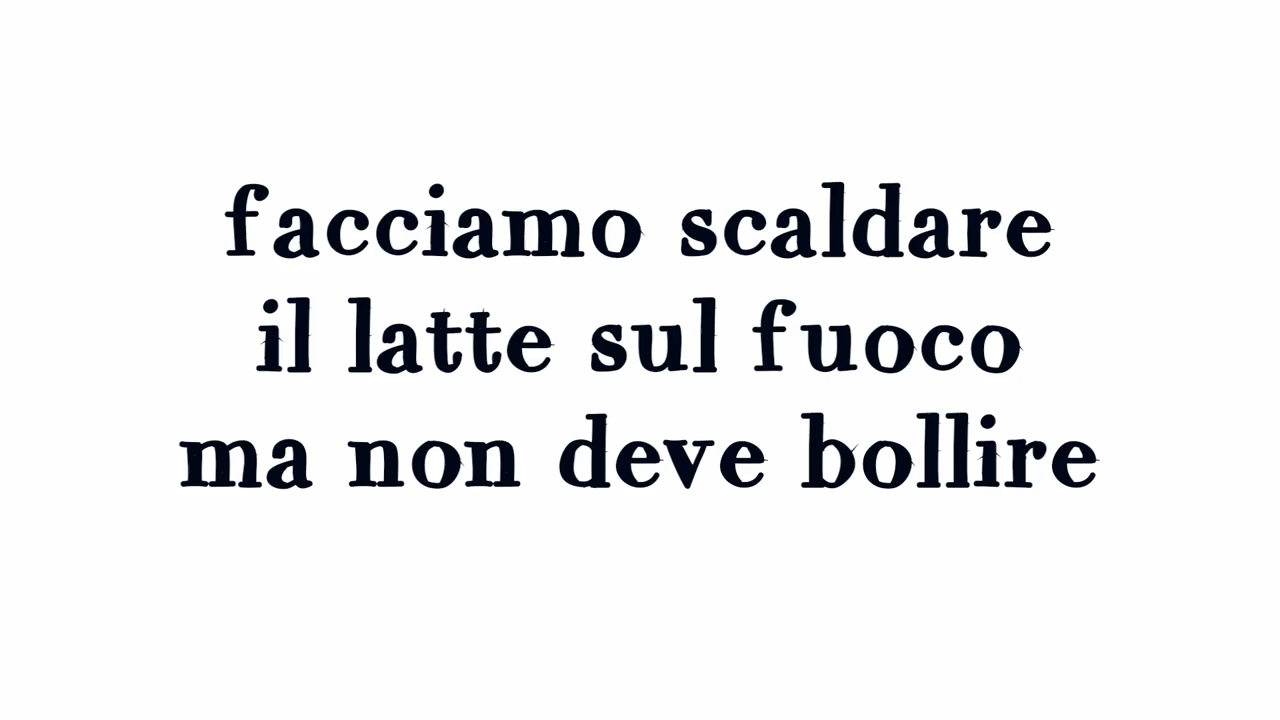 facciamo scaldare
il latte sul fuoco
ma non deve bollire